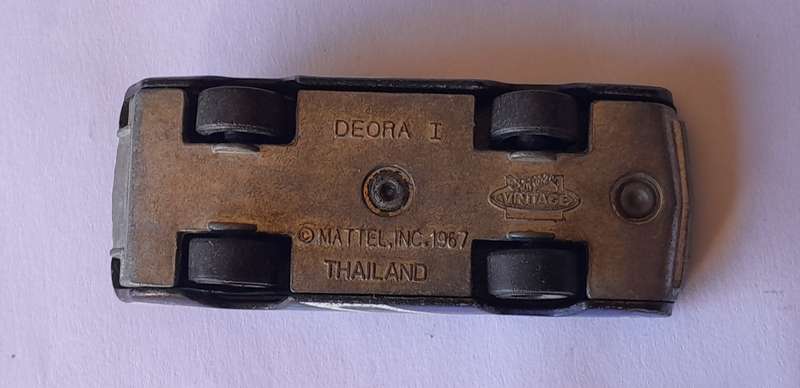 DEORA I
VINTAGE
©MATTEL,INC.1967
THAILAND